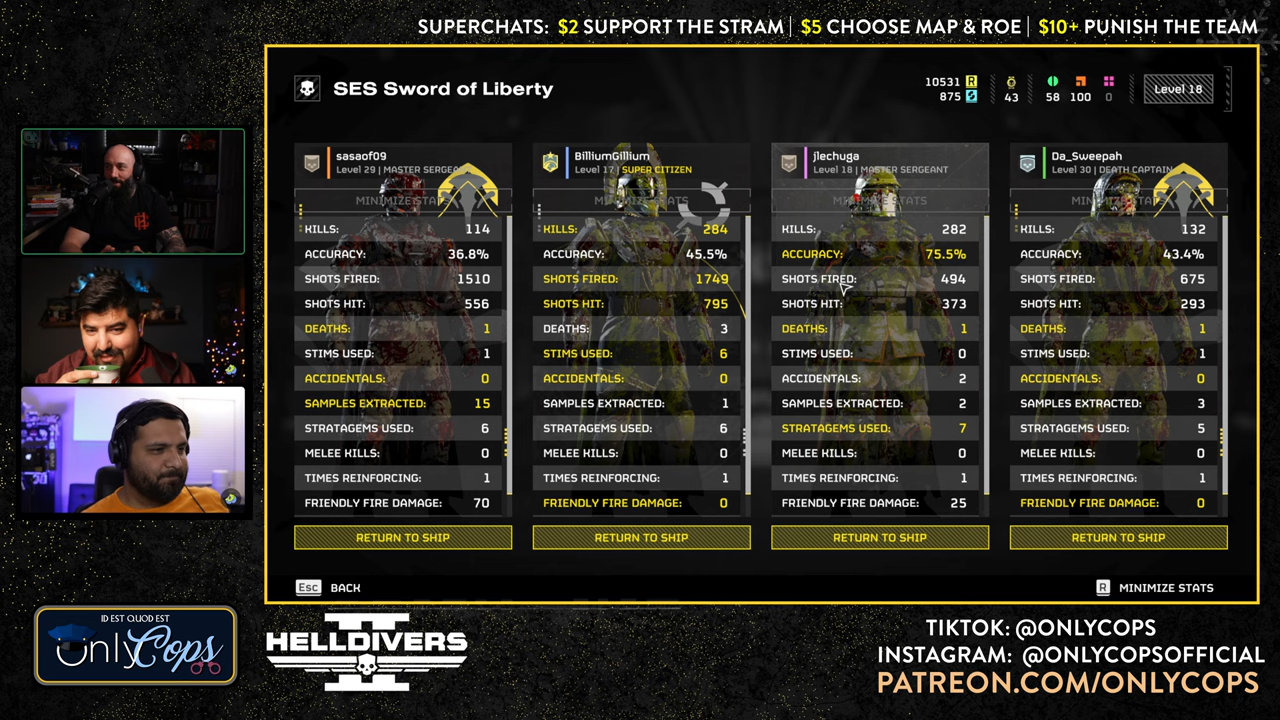 SUPERCHATS: $2 SUPPORT THE STRAM | $5 CHOOSE MAP & ROE | $10+ PUNISH THE TEAM
SES Sword of Liberty
10531
875
43
58
100
0
Level 18
sasaof09
Level 29 | MASTER SERGEA
MINIMIZE STATS
KILLS: 114
ACCURACY: 36.8%
SHOTS FIRED: 1510
SHOTS HIT: 556
DEATHS: 1
STIMS USED: 1
ACCIDENTALS: 0
SAMPLES EXTRACTED: 15
STRATAGEMS USED: 6
MELEE KILLS: 0
TIMES REINFORCING: 1
FRIENDLY FIRE DAMAGE: 70
RETURN TO SHIP
BilliumGillium
Level 17 | SUPER CITIZEN
MINIMIZE STATS
KILLS: 284
ACCURACY: 45.5%
SHOTS FIRED: 1749
SHOTS HIT: 795
DEATHS: 3
STIMS USED: 6
ACCIDENTALS: 0
SAMPLES EXTRACTED: 1
STRATAGEMS USED: 6
MELEE KILLS: 0
TIMES REINFORCING: 1
FRIENDLY FIRE DAMAGE: 0
RETURN TO SHIP
jlechuga
Level 18 | MASTER SERGEANT
MINIMIZE STATS
KILLS: 282
ACCURACY: 75.5%
SHOTS FIRED: 494
SHOTS HIT: 373
DEATHS: 1
STIMS USED: 0
ACCIDENTALS: 2
SAMPLES EXTRACTED: 2
STRATAGEMS USED: 7
MELEE KILLS: 0
TIMES REINFORCING: 1
FRIENDLY FIRE DAMAGE: 25
RETURN TO SHIP
Da_Sweepah
Level 30 | DEATH CAPTAIN
MINIMIZE STATS
KILLS: 132
ACCURACY: 43.4%
SHOTS FIRED: 675
SHOTS HIT: 293
DEATHS: 1
STIMS USED: 1
ACCIDENTALS: 0
SAMPLES EXTRACTED: 3
STRATAGEMS USED: 5
MELEE KILLS: 0
TIMES REINFORCING: 1
FRIENDLY FIRE DAMAGE: 0
RETURN TO SHIP
Esc BACK
R MINIMIZE STATS
ID EST QUOD EST
Only Cops
HELLDIVERS
II
TIKTOK: @ONLYCOPS
INSTAGRAM: @ONLYCOPSOFFICIAL
PATREON.COM/ONLYCOPS